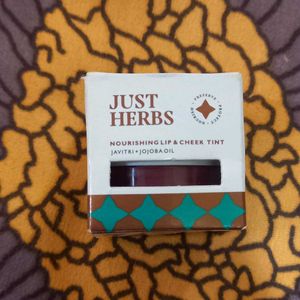 JUST
HERBS
NOURISHING LIP & CHEEK TINT
JAVITRI + JOJOBA OIL